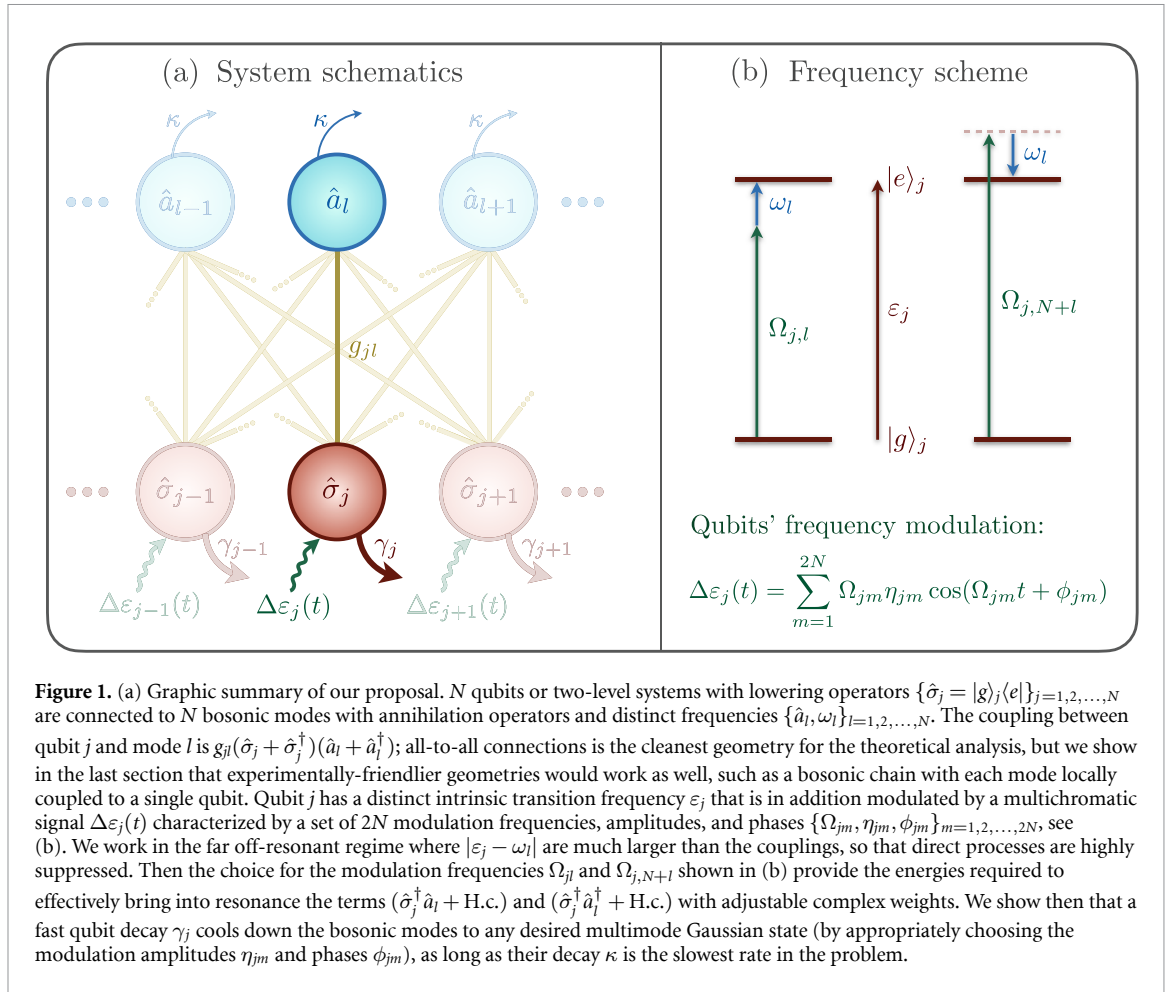 (a) System schematics
κ
κ
κ
â_{l−1}
â_l
â_{l+1}
g_{jl}
σ̂_{j−1}
σ̂_j
σ̂_{j+1}
γ_{j−1}
γ_j
γ_{j+1}
Δε_{j−1}(t)
Δε_j(t)
Δε_{j+1}(t)
(b) Frequency scheme
ω_l
|e⟩_j
ω_l
Ω_{j,l}
ε_j
Ω_{j,N+l}
|g⟩_j
Qubits' frequency modulation:
Δε_j(t) = ∑_{m=1}^{2N} Ω_{jm} η_{jm} cos(Ω_{jm} t + ϕ_{jm})
Figure 1. (a) Graphic summary of our proposal. N qubits or two-level systems with lowering operators {σ̂_j = |g⟩_j⟨e|}_{j=1,2,...,N}
are connected to N bosonic modes with annihilation operators and distinct frequencies {â_l, ω_l}_{l=1,2,...,N}. The coupling between
qubit j and mode l is g_{jl}(σ̂_j + σ̂_j^†)(â_l + â_l^†); all-to-all connections is the cleanest geometry for the theoretical analysis, but we show
in the last section that experimentally-friendlier geometries would work as well, such as a bosonic chain with each mode locally
coupled to a single qubit. Qubit j has a distinct intrinsic transition frequency ε_j that is in addition modulated by a multichromatic
signal Δε_j(t) characterized by a set of 2N modulation frequencies, amplitudes, and phases {Ω_{jm}, η_{jm}, ϕ_{jm}}_{m=1,2,...,2N}, see
(b). We work in the far off-resonant regime where |ε_j − ω_l| are much larger than the couplings, so that direct processes are highly
suppressed. Then the choice for the modulation frequencies Ω_{jl} and Ω_{j,N+l} shown in (b) provide the energies required to
effectively bring into resonance the terms (σ̂_j^† â_l + H.c.) and (σ̂_j^† â_l^† + H.c.) with adjustable complex weights. We show then that a
fast qubit decay γ_j cools down the bosonic modes to any desired multimode Gaussian state (by appropriately choosing the
modulation amplitudes η_{jm} and phases ϕ_{jm}), as long as their decay κ is the slowest rate in the problem.